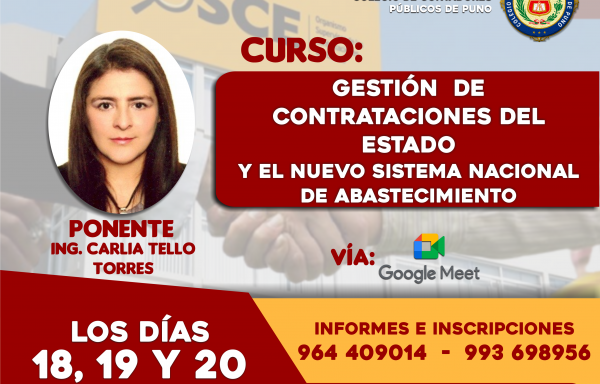 SCE
PÚBLICOS DE PUNO
CURSO:
GESTIÓN DE
CONTRATACIONES DEL
ESTADO
Y EL NUEVO SISTEMA NACIONAL
DE ABASTECIMIENTO
PONENTE
ING. CARLIA TELLO
TORRES
VÍA:
Google Meet
LOS DÍAS
18, 19 Y 20
INFORMES E INSCRIPCIONES
964 409014 - 993 698956